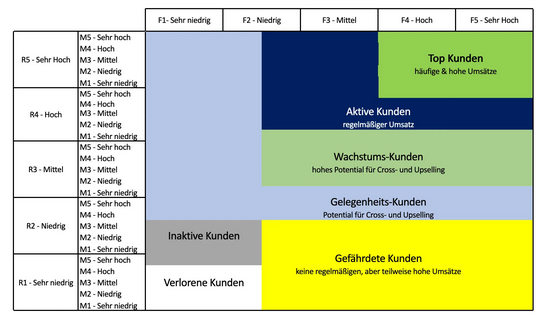 F1- Sehr niedrig F2 - Niedrig F3 - Mittel F4 - Hoch F5 - Sehr Hoch
R5 - Sehr Hoch
M5 - Sehr hoch
M4 - Hoch
M3 - Mittel
M2 - Niedrig
M1 - Sehr niedrig
Top Kunden
häufige & hohe Umsätze
R4 - Hoch
M5 - Sehr hoch
M4 - Hoch
M3 - Mittel
M2 - Niedrig
M1 - Sehr niedrig
Aktive Kunden
regelmäßiger Umsatz
R3 - Mittel
M5 - Sehr hoch
M4 - Hoch
M3 - Mittel
M2 - Niedrig
M1 - Sehr niedrig
Wachstums-Kunden
hohes Potential für Cross- und Upselling
Gelegenheits-Kunden
Potential für Cross- und Upselling
R2 - Niedrig
M5 - Sehr hoch
M4 - Hoch
M3 - Mittel
M2 - Niedrig
M1 - Sehr niedrig
Inaktive Kunden
Gefährdete Kunden
keine regelmäßigen, aber teilweise hohe Umsätze
R1 - Sehr niedrig
M5 - Sehr hoch
M4 - Hoch
M3 - Mittel
M2 - Niedrig
M1 - Sehr niedrig
Verlorene Kunden